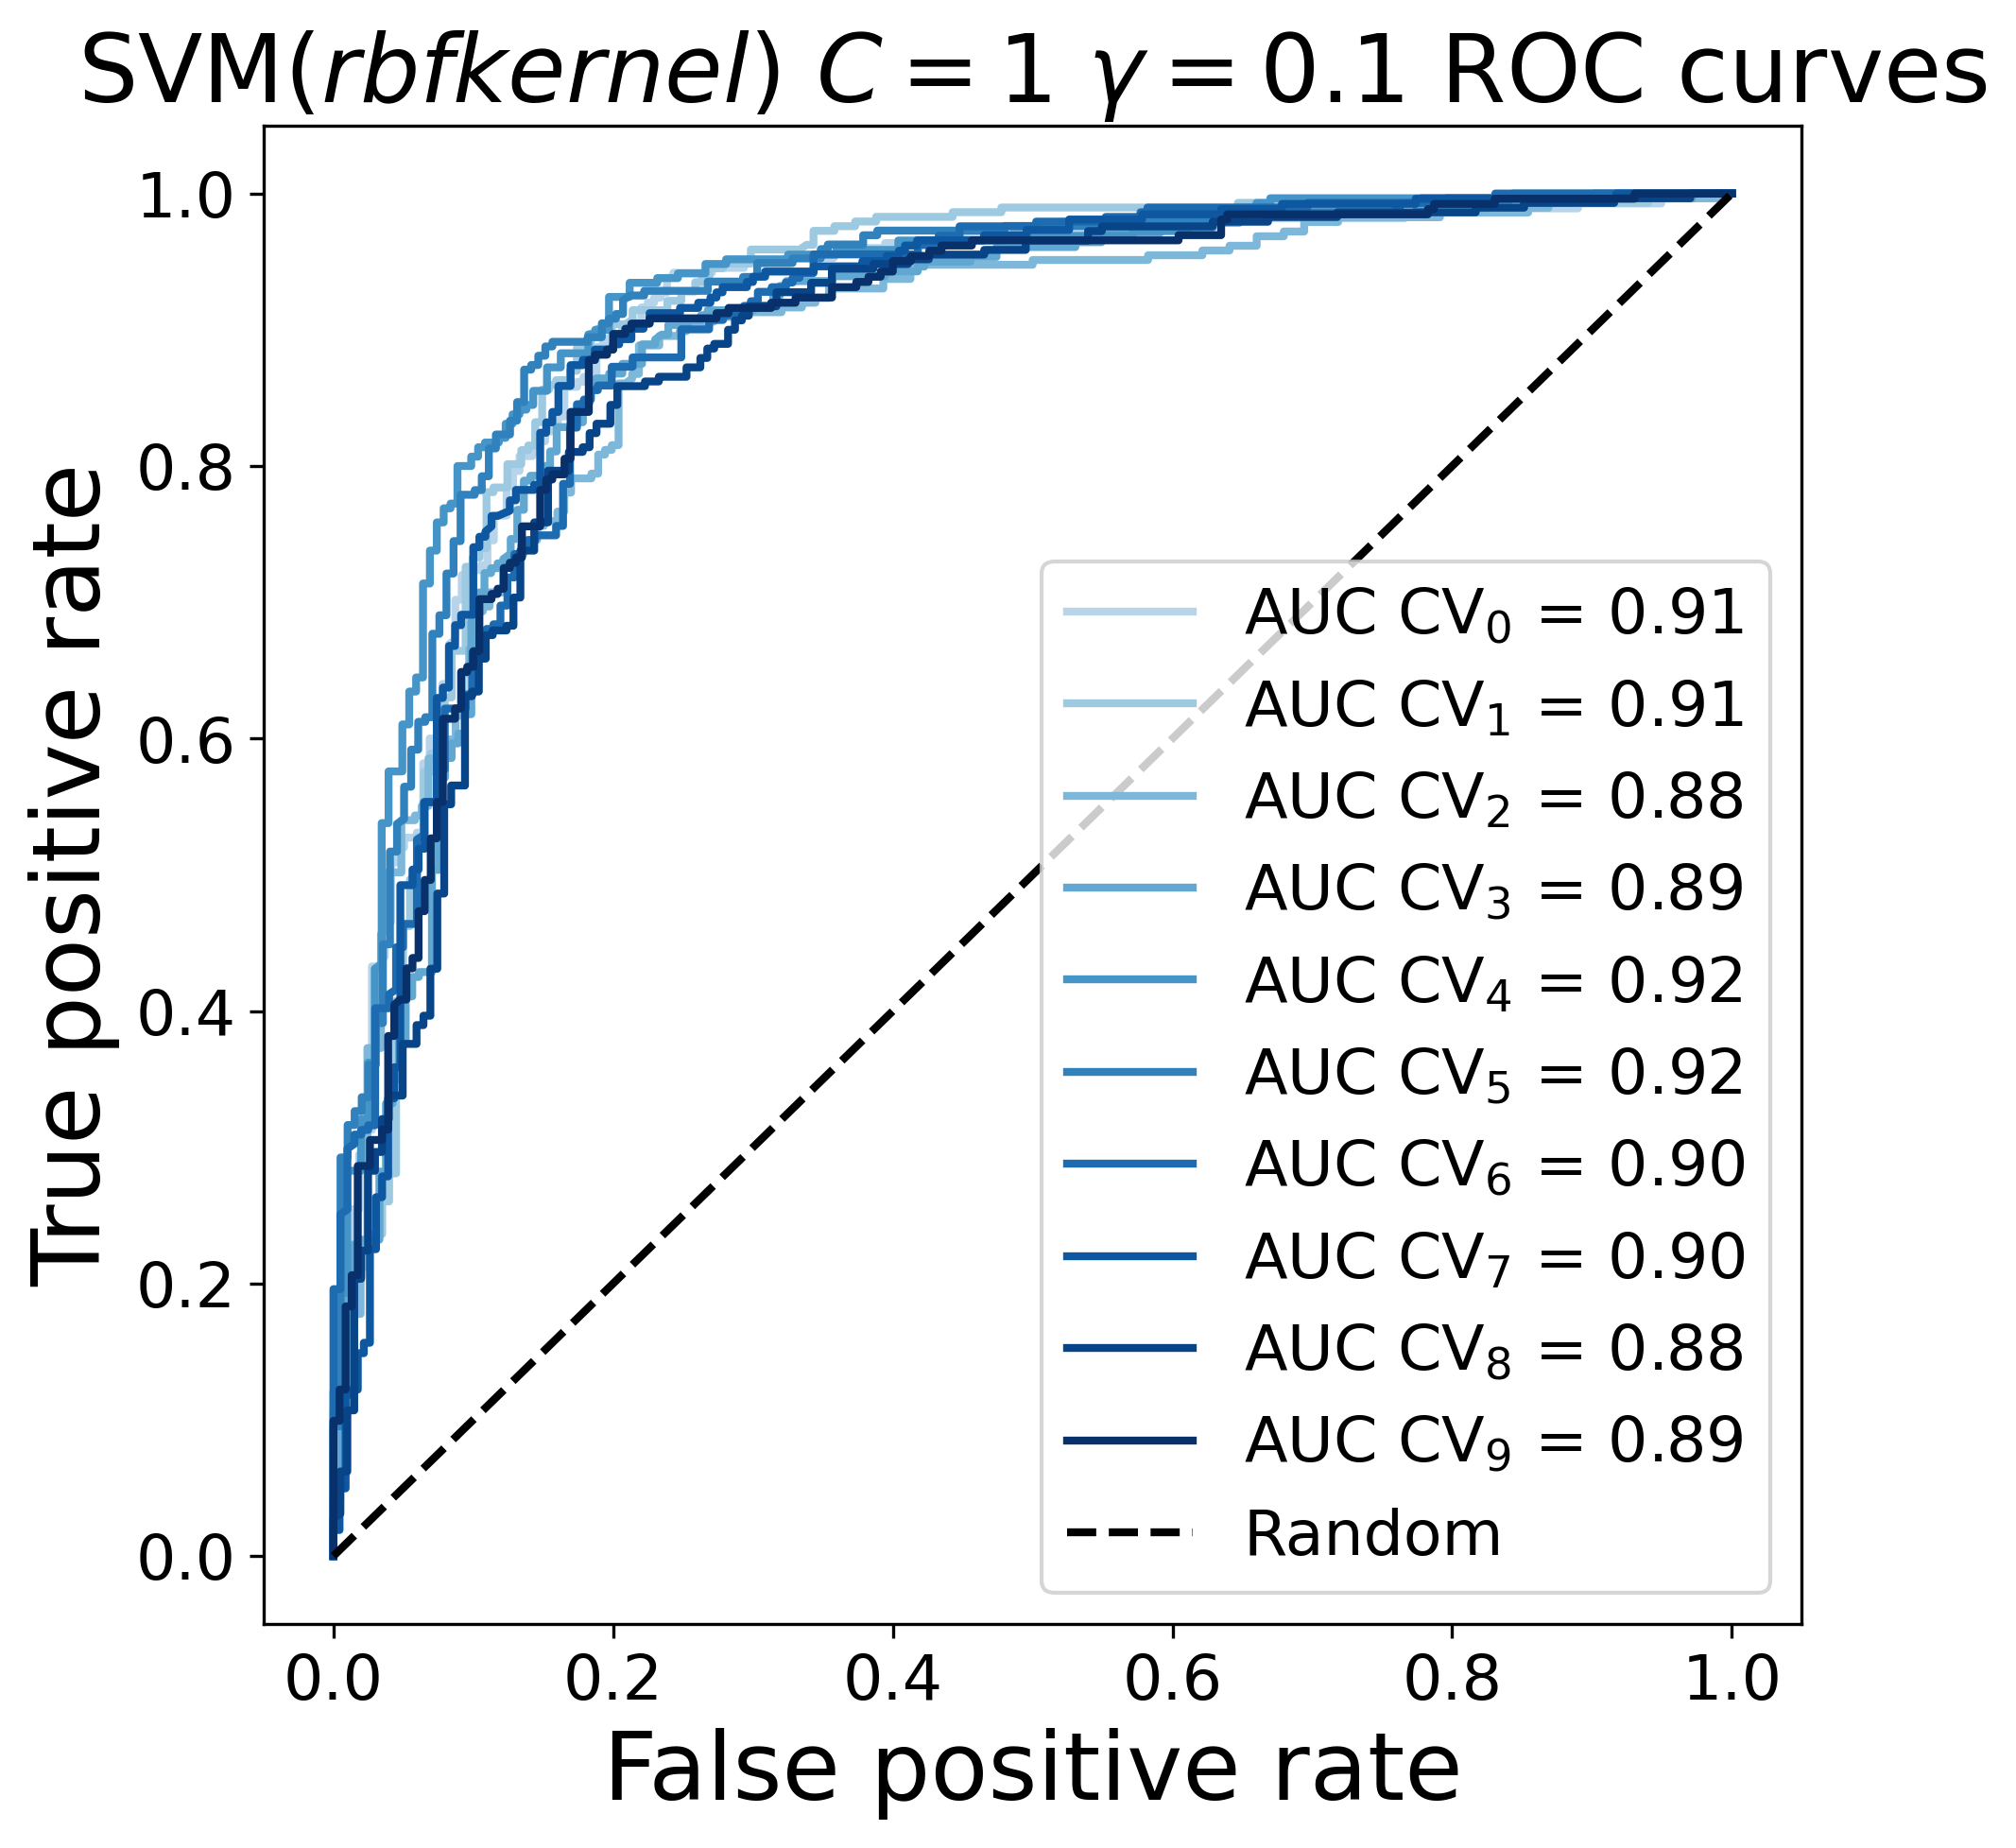 SVM(rbfkernel) C = 1 γ = 0.1 ROC curves
True positive rate
1.0
0.8
0.6
0.4
0.2
0.0
AUC CV₀ = 0.91
AUC CV₁ = 0.91
AUC CV₂ = 0.88
AUC CV₃ = 0.89
AUC CV₄ = 0.92
AUC CV₅ = 0.92
AUC CV₆ = 0.90
AUC CV₇ = 0.90
AUC CV₈ = 0.88
AUC CV₉ = 0.89
Random
0.0 0.2 0.4 0.6 0.8 1.0
False positive rate